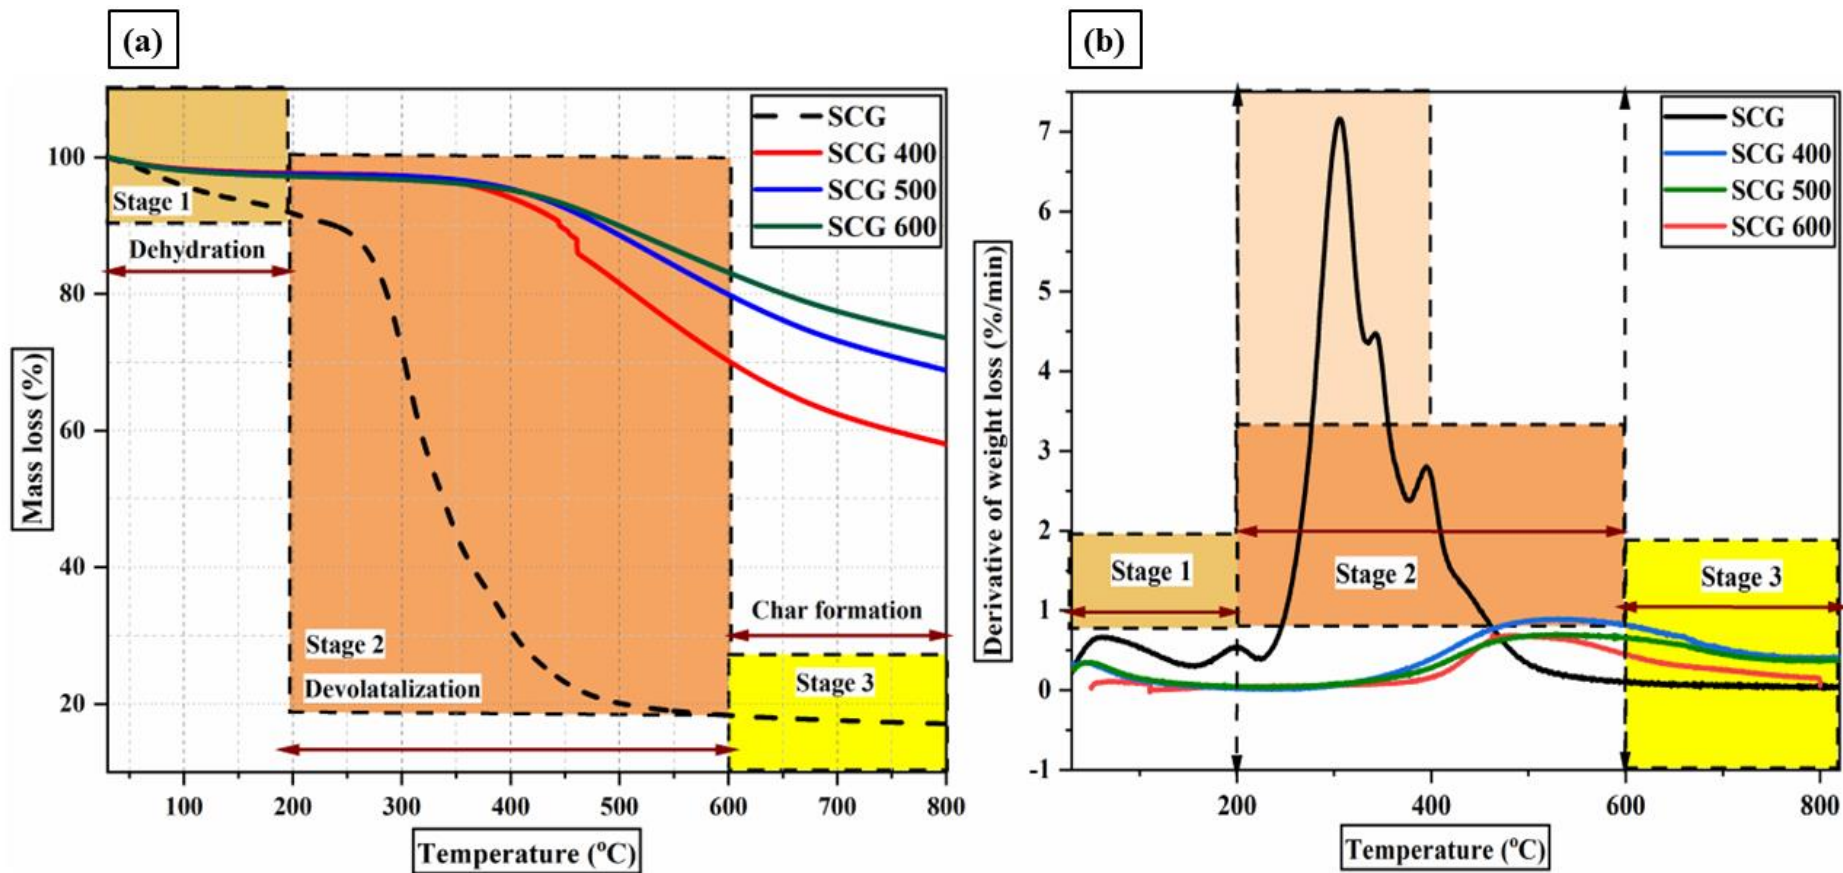 (a)
SCG
SCG 400
SCG 500
SCG 600
100
80
60
40
20
Mass loss (%)
Stage 1
Dehydration
Stage 2
Devolatalization
Char formation
Stage 3
100 200 300 400 500 600 700 800
Temperature (°C)
(b)
SCG
SCG 400
SCG 500
SCG 600
7
6
5
4
3
2
1
0
-1
Derivative of weight loss (%/min)
Stage 1
Stage 2
Stage 3
200 400 600 800
Temperature (°C)